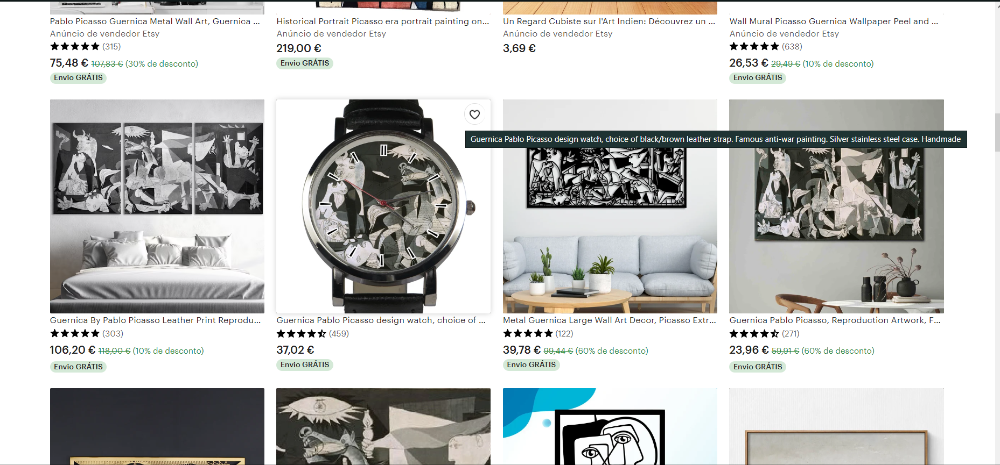 Pablo Picasso Guernica Metal Wall Art, Guernica ...
Anúncio de vendedor Etsy
(315)
75,48 € 107,83 € (30% de desconto)
Envio GRÁTIS
Historical Portrait Picasso era portrait painting on...
Anúncio de vendedor Etsy
219,00 €
Envio GRÁTIS
Un Regard Cubiste sur l'Art Indien: Découvrez un ...
Anúncio de vendedor Etsy
3,69 €
Wall Mural Picasso Guernica Wallpaper Peel and ...
Anúncio de vendedor Etsy
(638)
26,53 € 29,49 € (10% de desconto)
Envio GRÁTIS
Guernica Pablo Picasso design watch, choice of black/brown leather strap. Famous anti-war painting. Silver stainless steel case. Handmade
Guernica By Pablo Picasso Leather Print Reprodu...
(303)
106,20 € 118,00 € (10% de desconto)
Envio GRÁTIS
Guernica Pablo Picasso design watch, choice of ...
(459)
37,02 €
Envio GRÁTIS
Metal Guernica Large Wall Art Decor, Picasso Extr...
(122)
39,78 € 99,44 € (60% de desconto)
Envio GRÁTIS
Guernica Pablo Picasso, Reproduction Artwork, F...
(271)
23,96 € 59,91 € (60% de desconto)
Envio GRÁTIS